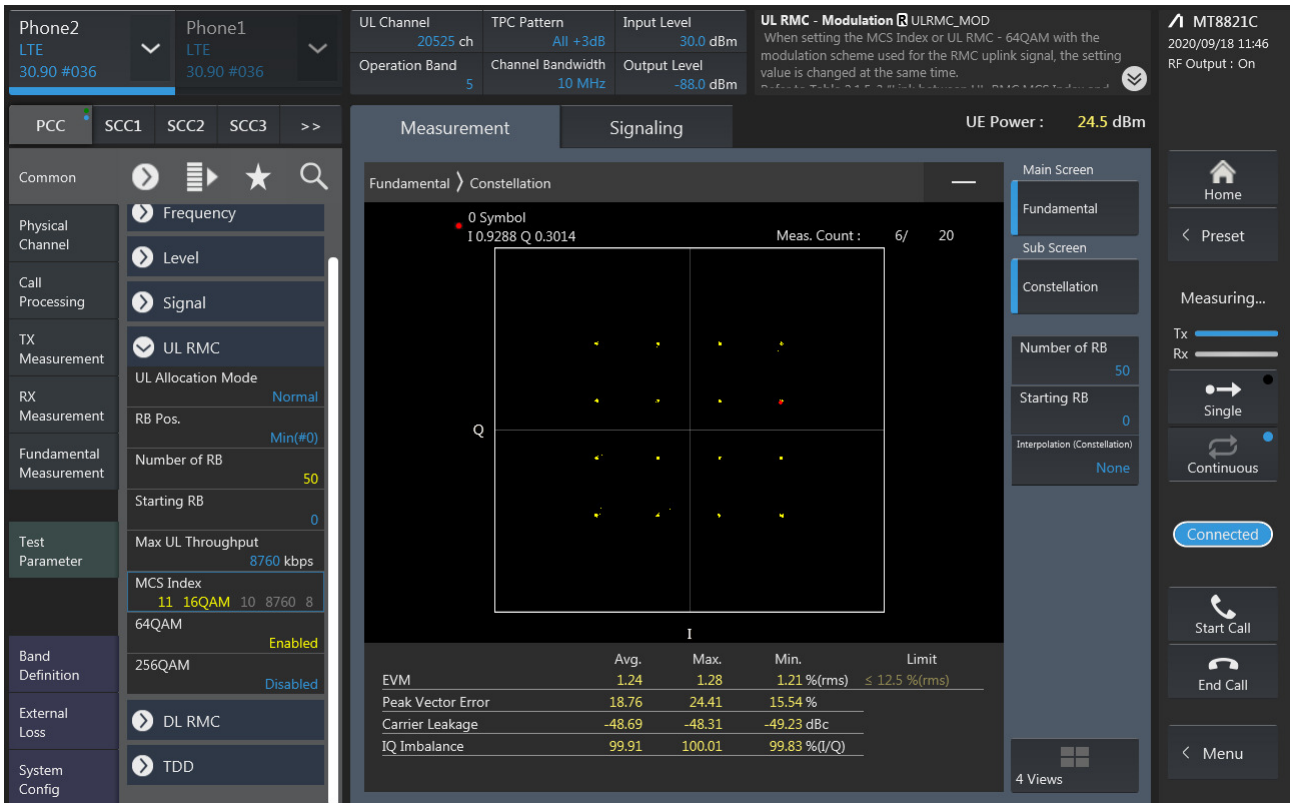 Phone2
LTE
30.90 #036
Phone1
LTE
30.90 #036
UL Channel
20525 ch
TPC Pattern
All +3dB
Input Level
30.0 dBm
Operation Band
5
Channel Bandwidth
10 MHz
Output Level
-88.0 dBm
UL RMC - Modulation R ULRMC_MOD
When setting the MCS Index or UL RMC - 64QAM with the
modulation scheme used for the RMC uplink signal, the setting
value is changed at the same time.
MT8821C
2020/09/18 11:46
RF Output : On
PCC
SCC1
SCC2
SCC3
>>
Measurement
Signaling
UE Power : 24.5 dBm
Common
Physical
Channel
Call
Processing
TX
Measurement
RX
Measurement
Fundamental
Measurement
Test
Parameter
Band
Definition
External
Loss
System
Config
Frequency
Level
Signal
UL RMC
UL Allocation Mode
Normal
RB Pos.
Min(#0)
Number of RB
50
Starting RB
0
Max UL Throughput
8760 kbps
MCS Index
11 16QAM 10 8760 8
64QAM
Enabled
256QAM
Disabled
DL RMC
TDD
Fundamental ⟩ Constellation
0 Symbol
I 0.9288 Q 0.3014
Meas. Count : 6/ 20
Q
I
Avg. Max. Min. Limit
EVM 1.24 1.28 1.21 %(rms) ≤ 12.5 %(rms)
Peak Vector Error 18.76 24.41 15.54 %
Carrier Leakage -48.69 -48.31 -49.23 dBc
IQ Imbalance 99.91 100.01 99.83 %(I/Q)
Main Screen
Fundamental
Sub Screen
Constellation
Number of RB
50
Starting RB
0
Interpolation (Constellation)
None
4 Views
Home
< Preset
Measuring...
Tx
Rx
Single
Continuous
Connected
Start Call
End Call
< Menu